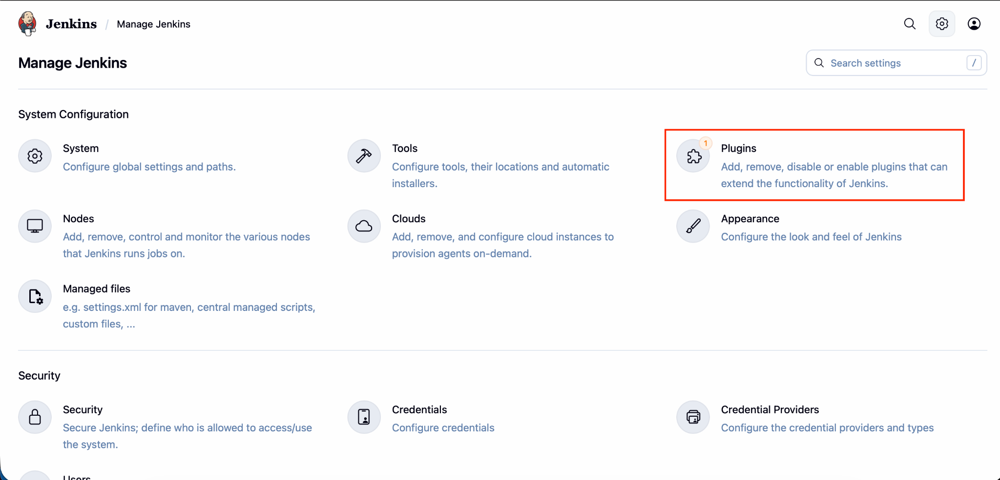 Jenkins / Manage Jenkins
Manage Jenkins
Search settings /
System Configuration
System
Configure global settings and paths.
Tools
Configure tools, their locations and automatic
installers.
1
Plugins
Add, remove, disable or enable plugins that can
extend the functionality of Jenkins.
Nodes
Add, remove, control and monitor the various nodes
that Jenkins runs jobs on.
Clouds
Add, remove, and configure cloud instances to
provision agents on-demand.
Appearance
Configure the look and feel of Jenkins
Managed files
e.g. settings.xml for maven, central managed scripts,
custom files, ...
Security
Security
Secure Jenkins; define who is allowed to access/use
the system.
Credentials
Configure credentials
Credential Providers
Configure the credential providers and types
Users